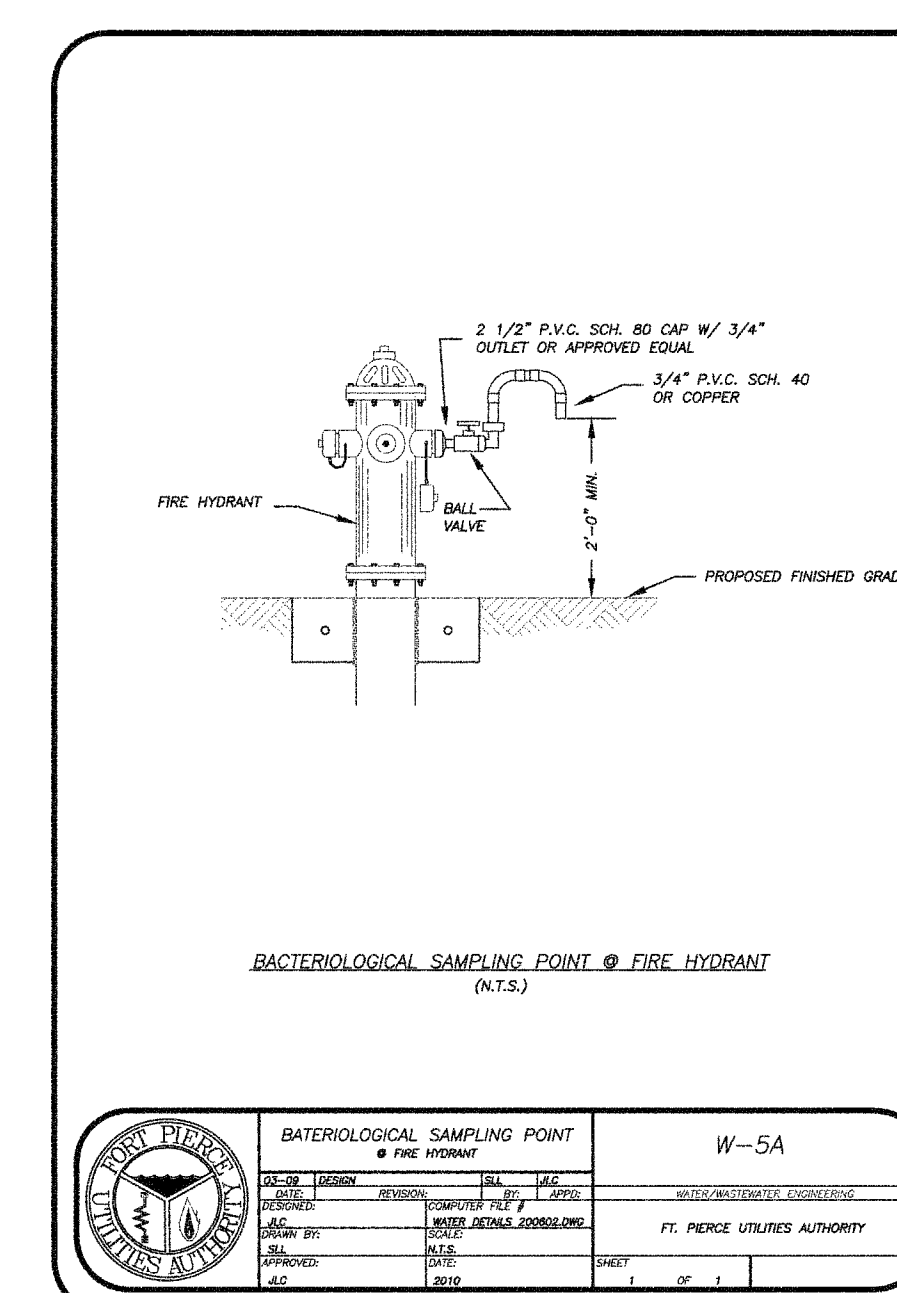 2 1/2" P.V.C. SCH. 80 CAP W/ 3/4"
OUTLET OR APPROVED EQUAL
3/4" P.V.C. SCH. 40
OR COPPER
FIRE HYDRANT
BALL
VALVE
2'-0" MIN.
PROPOSED FINISHED GRAD
BACTERIOLOGICAL SAMPLING POINT @ FIRE HYDRANT
(N.T.S.)
FORT PIERCE UTILITIES AUTHORITY
BATERIOLOGICAL SAMPLING POINT
@ FIRE HYDRANT
03-09 DESIGN SLL JLC
DATE: REVISION: BY: APPD:
DESIGNED: COMPUTER FILE #
JLC WATER DETAILS_200602.DWG
DRAWN BY: SCALE:
SLL N.T.S.
APPROVED: DATE:
JLC 2010
W-5A
WATER/WASTEWATER ENGINEERING
FT. PIERCE UTILITIES AUTHORITY
SHEET
1 OF 1